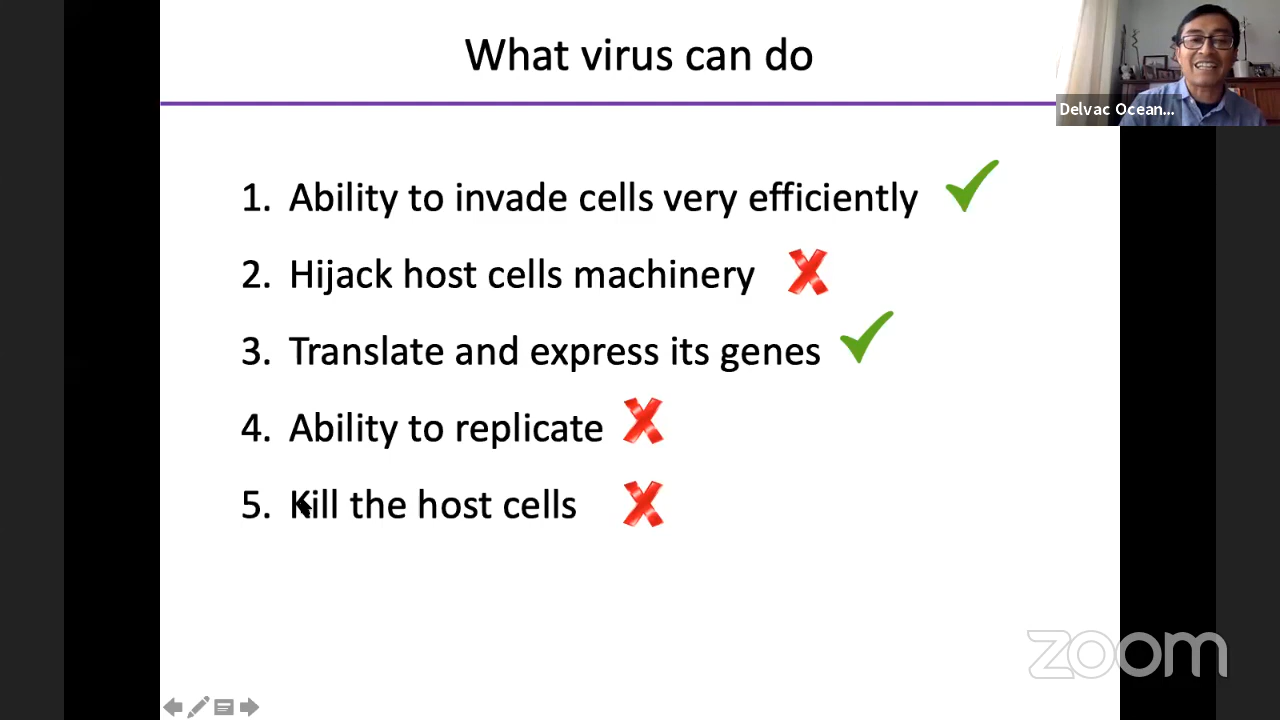 What virus can do
Delvac Ocean...
1. Ability to invade cells very efficiently
2. Hijack host cells machinery
3. Translate and express its genes
4. Ability to replicate
5. Kill the host cells
zoom